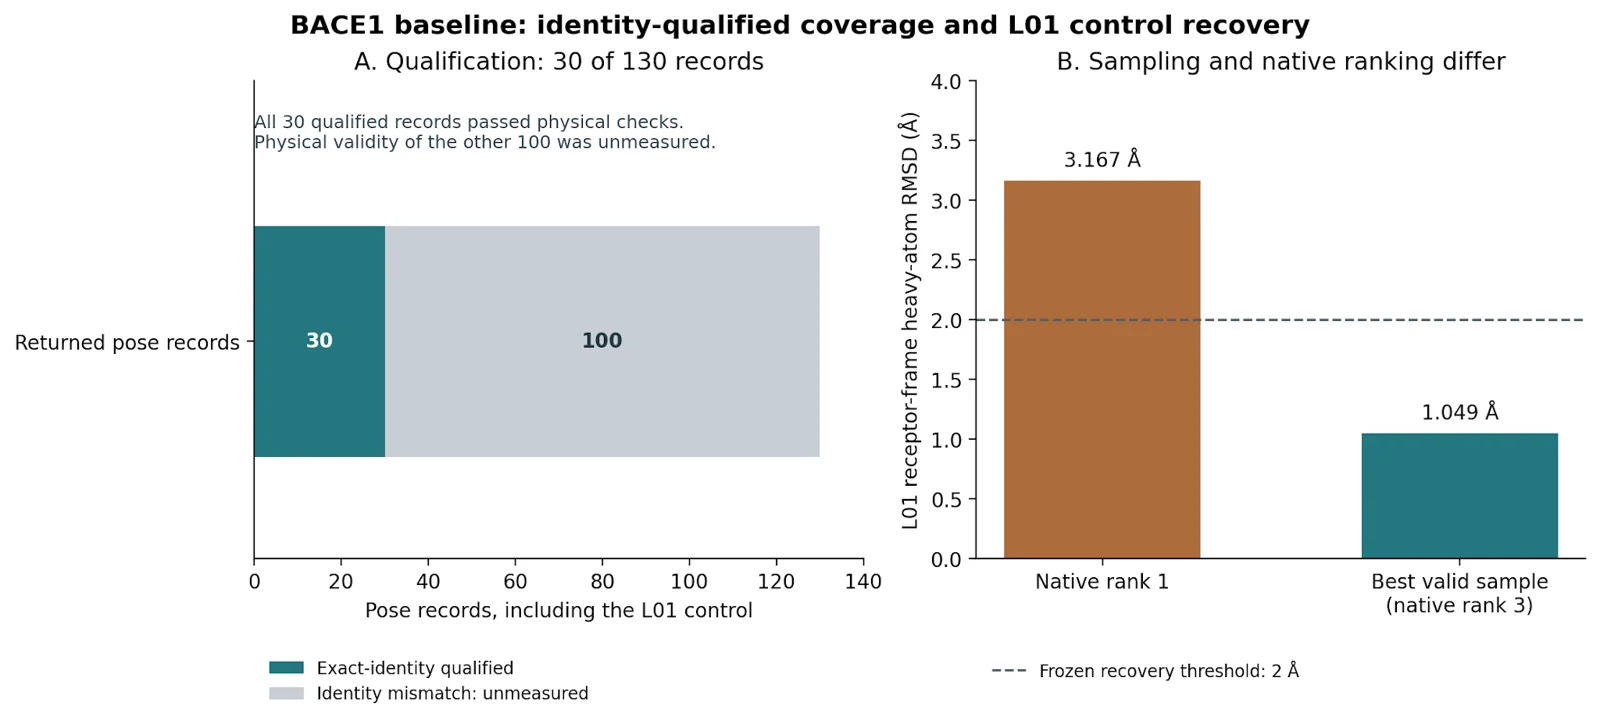 BACE1 baseline: identity-qualified coverage and L01 control recovery
A. Qualification: 30 of 130 records
All 30 qualified records passed physical checks.
Physical validity of the other 100 was unmeasured.
Returned pose records
30
100
0 20 40 60 80 100 120 140
Pose records, including the L01 control
Exact-identity qualified
Identity mismatch: unmeasured
B. Sampling and native ranking differ
L01 receptor-frame heavy-atom RMSD (Å)
4.0
3.5
3.0
2.5
2.0
1.5
1.0
0.5
0.0
3.167 Å
1.049 Å
Native rank 1
Best valid sample
(native rank 3)
Frozen recovery threshold: 2 Å